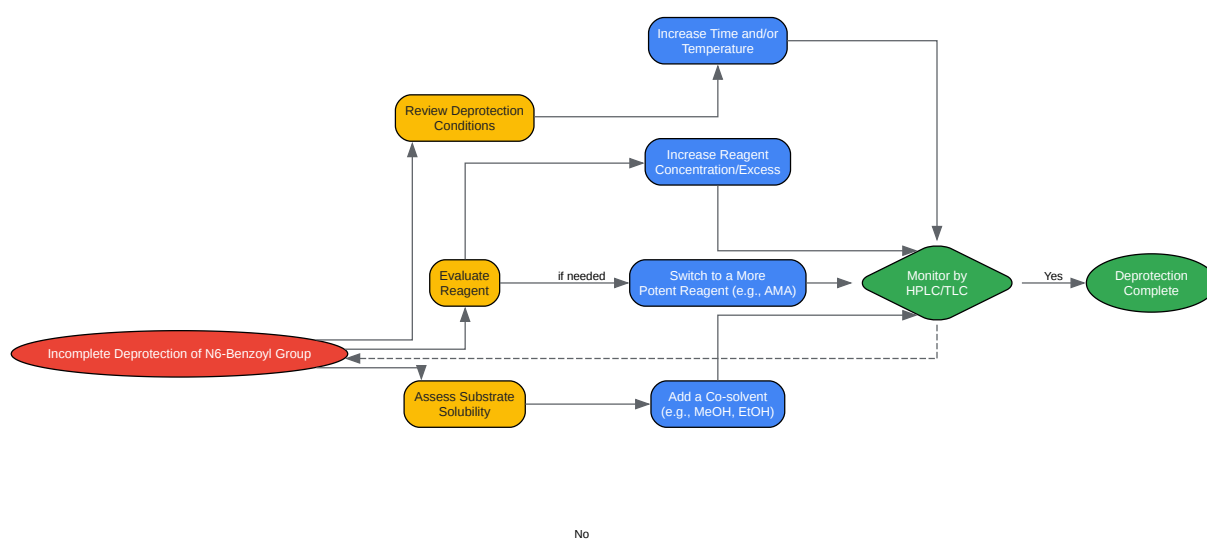 Increase Time and/or
Temperature
Review Deprotection
Conditions
Increase Reagent
Concentration/Excess
Evaluate
Reagent
if needed
Switch to a More
Potent Reagent (e.g., AMA)
Monitor by
HPLC/TLC
Yes
Deprotection
Complete
Incomplete Deprotection of N6-Benzoyl Group
Assess Substrate
Solubility
Add a Co-solvent
(e.g., MeOH, EtOH)
No